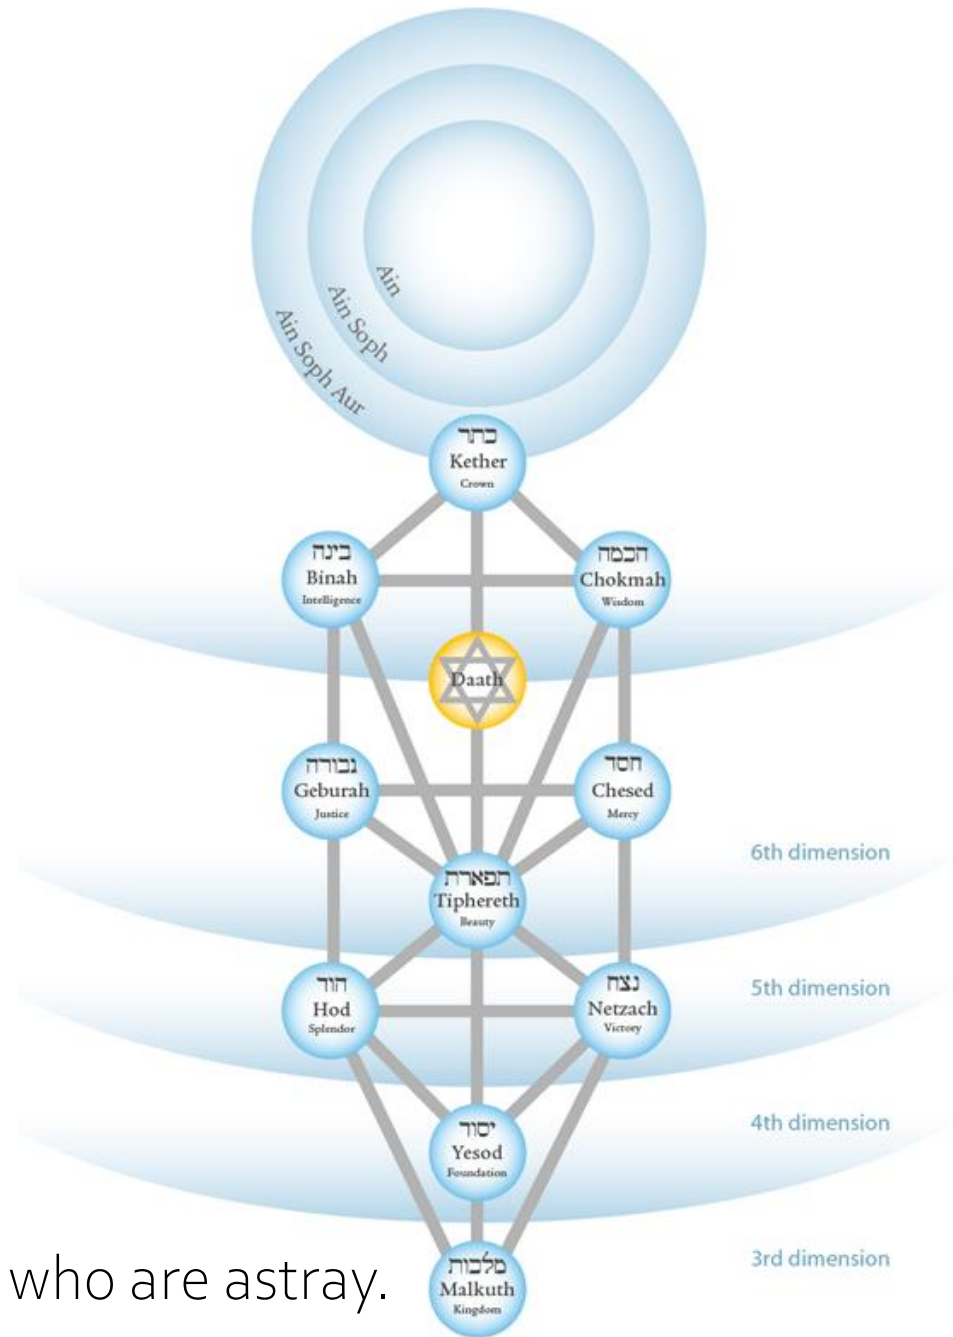 Ain
Ain Soph
Ain Soph Aur
כתר
Kether
Crown
בינה
Binah
Intelligence
חכמה
Chokmah
Wisdom
Daath
גבורה
Geburah
Justice
חסד
Chesed
Mercy
6th dimension
תפארת
Tiphereth
Beauty
הוד
Hod
Splendor
נצח
Netzach
Victory
5th dimension
4th dimension
יסוד
Yesod
Foundation
3rd dimension
who are astray.
מלכות
Malkuth
Kingdom